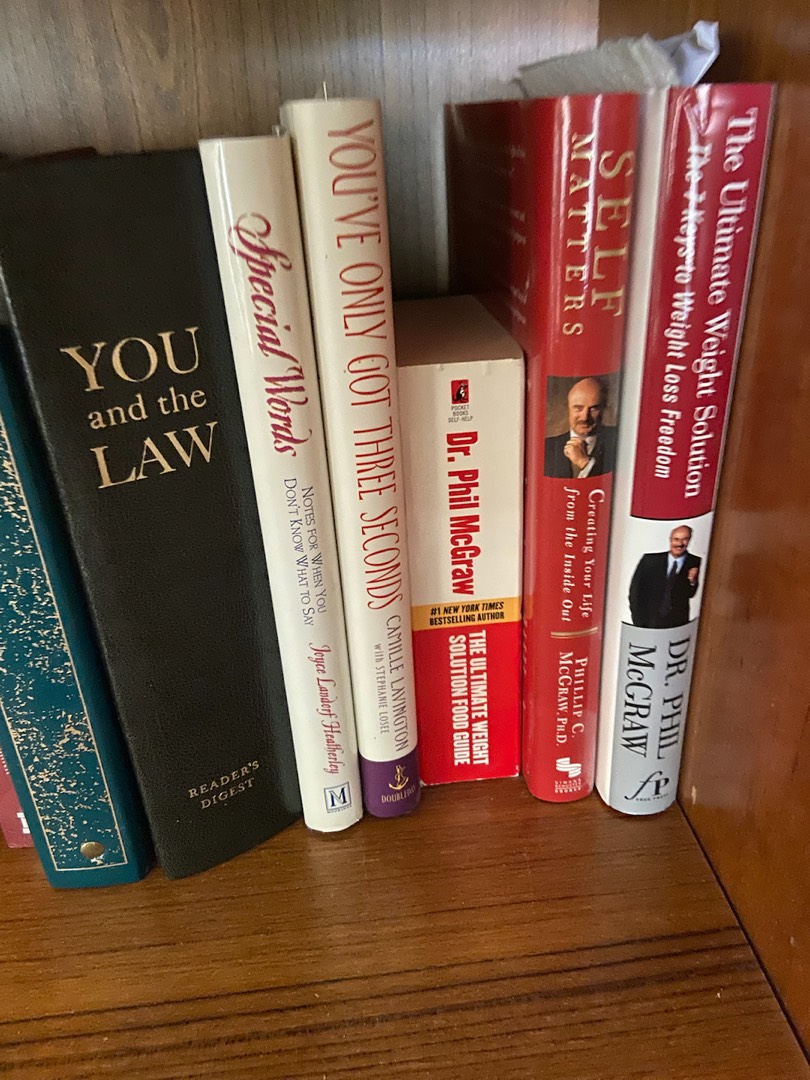 YOU
and the
LAW
READER'S
DIGEST
Special Words
NOTES FOR WHEN YOU
DON'T KNOW WHAT TO SAY
Joyce Landorf Heatherley
M
YOU'VE ONLY GOT THREE SECONDS
CAMILLE LAVINGTON
with STEPHANIE LOSEE
DOUBLEDAY
POCKET
BOOKS
SELF-HELP
Dr. Phil McGraw
#1 NEW YORK TIMES
BESTSELLING AUTHOR
THE ULTIMATE WEIGHT
SOLUTION FOOD GUIDE
SELF
MATTERS
Creating Your Life
from the Inside Out
PHILLIP C.
MCGRAW, PH.D.
The Ultimate Weight Solution
The 7 Keys to Weight Loss Freedom
DR. PHIL
McGRAW
fP
FREE PRESS